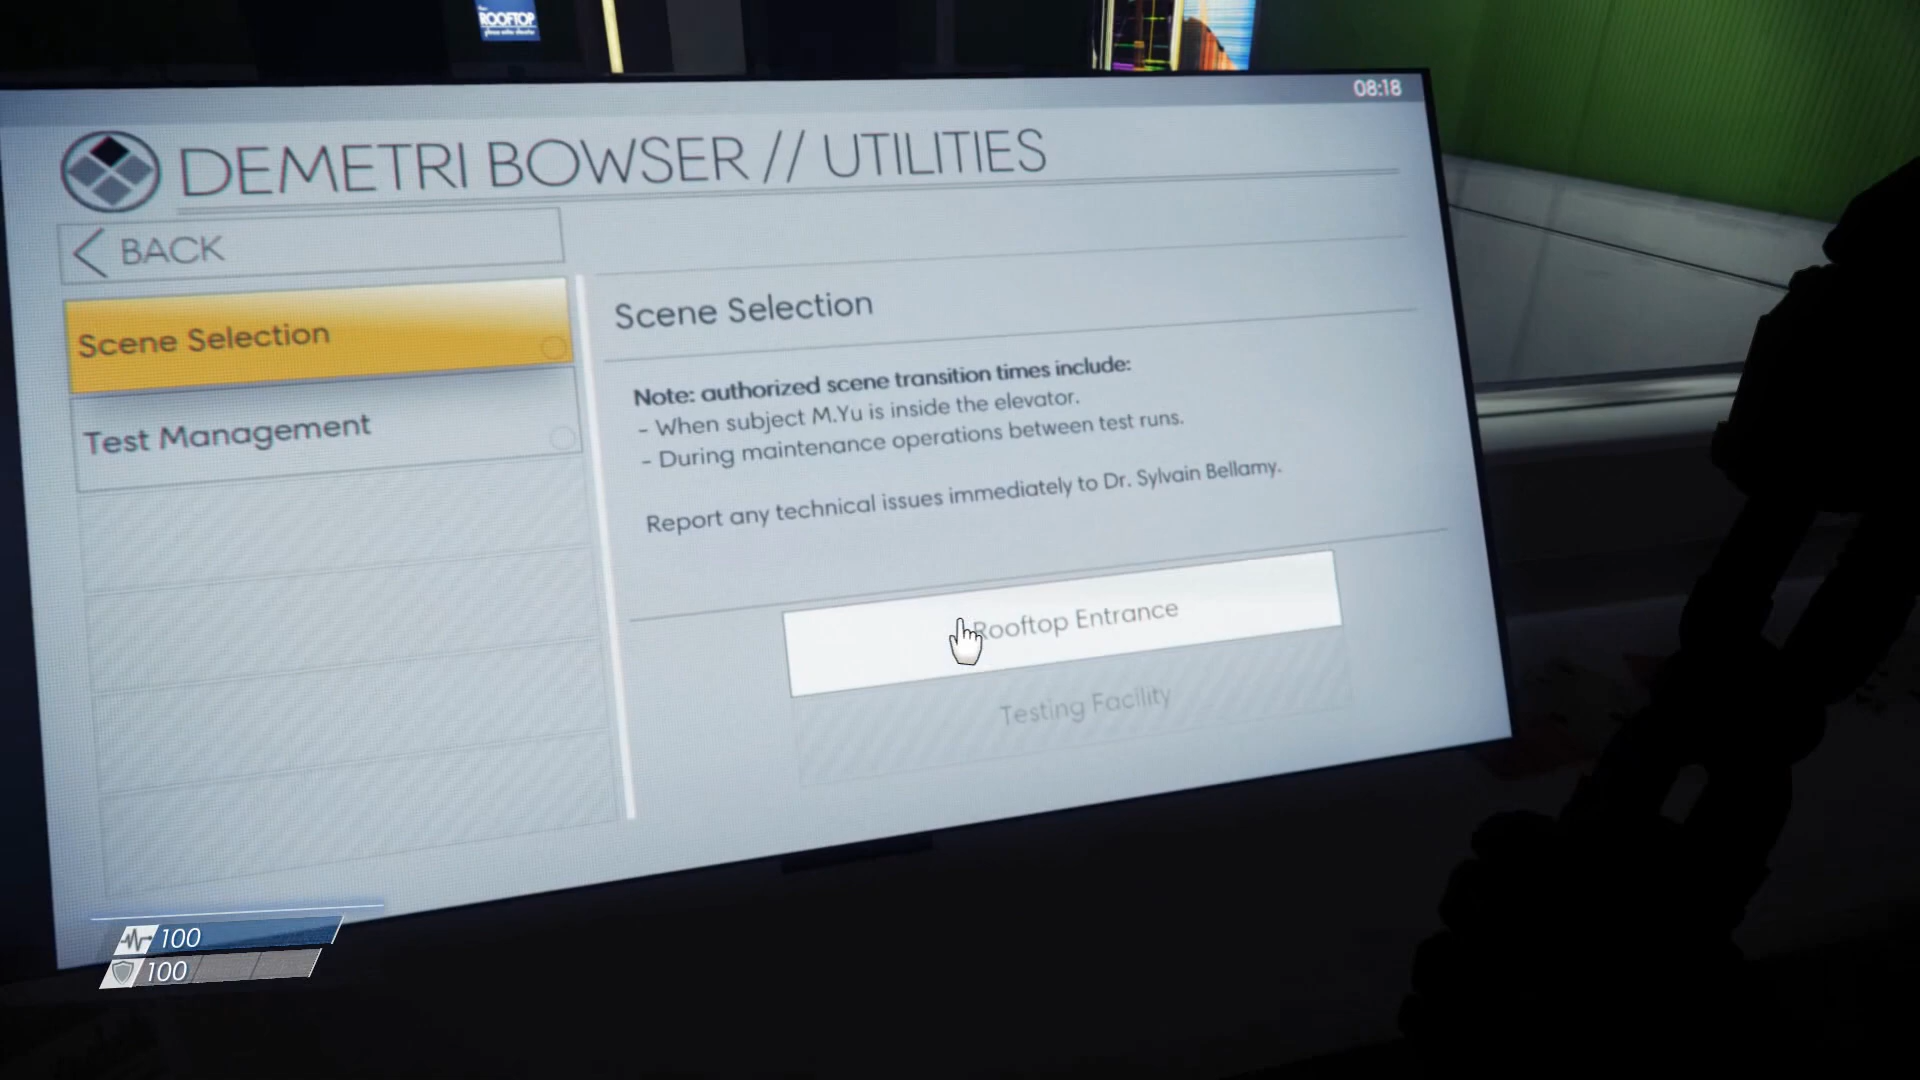 ROOFTOP
08:18
DEMETRI BOWSER // UTILITIES
BACK
Scene Selection
Test Management
Scene Selection
Note: authorized scene transition times include:
- When subject M.Yu is inside the elevator.
- During maintenance operations between test runs.
Report any technical issues immediately to Dr. Sylvain Bellamy.
Rooftop Entrance
Testing Facility
100
100